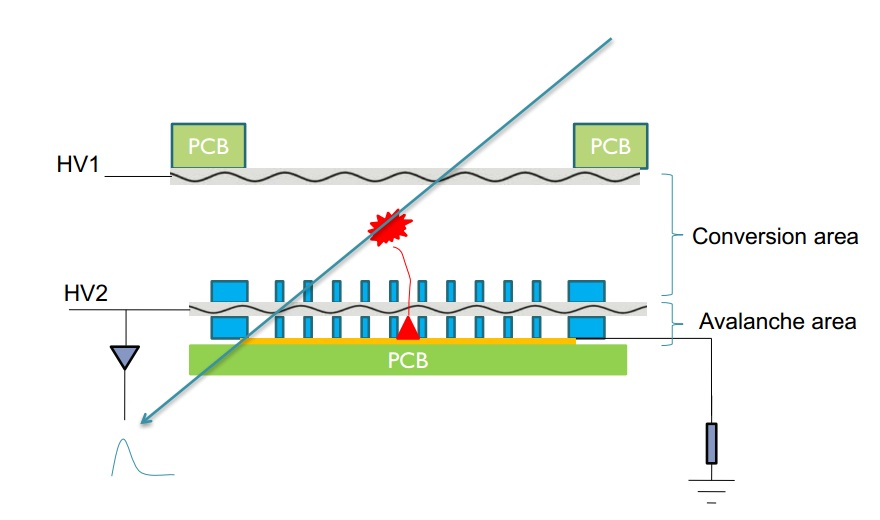 PCB
PCB
HV1
Conversion area
HV2
Avalanche area
PCB